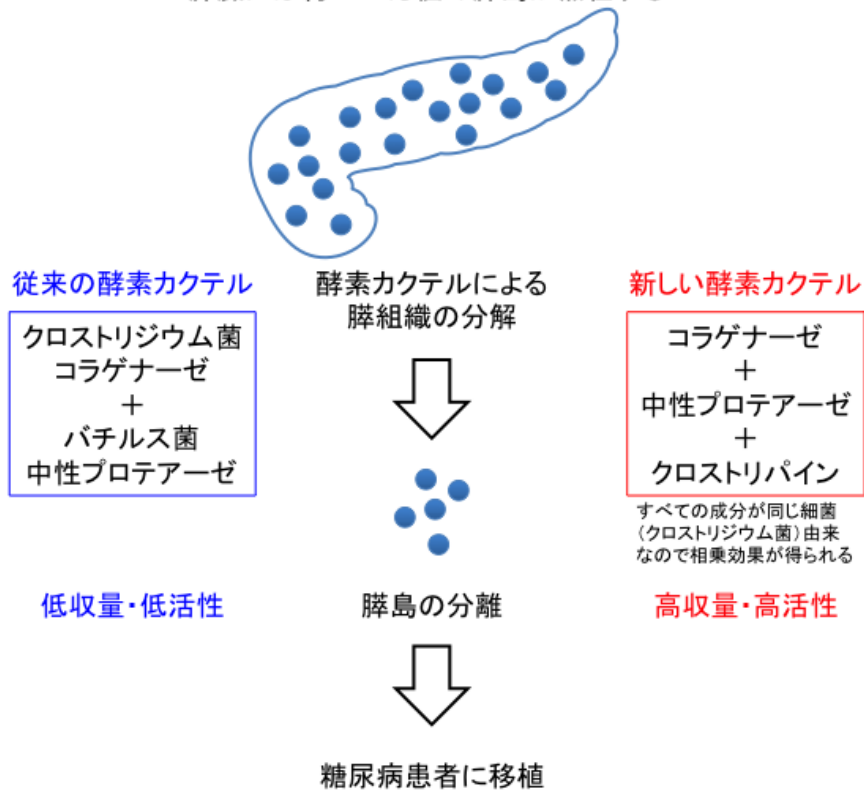 従来の酵素カクテル
クロストリジウム菌
コラゲナーゼ
+
バチルス菌
中性プロテアーゼ
低収量・低活性
酵素カクテルによる
膵組織の分解
膵島の分離
糖尿病患者に移植
新しい酵素カクテル
コラゲナーゼ
+
中性プロテアーゼ
+
クロストリパイン
すべての成分が同じ細菌
(クロストリジウム菌)由来
なので相乗効果が得られる
高収量・高活性